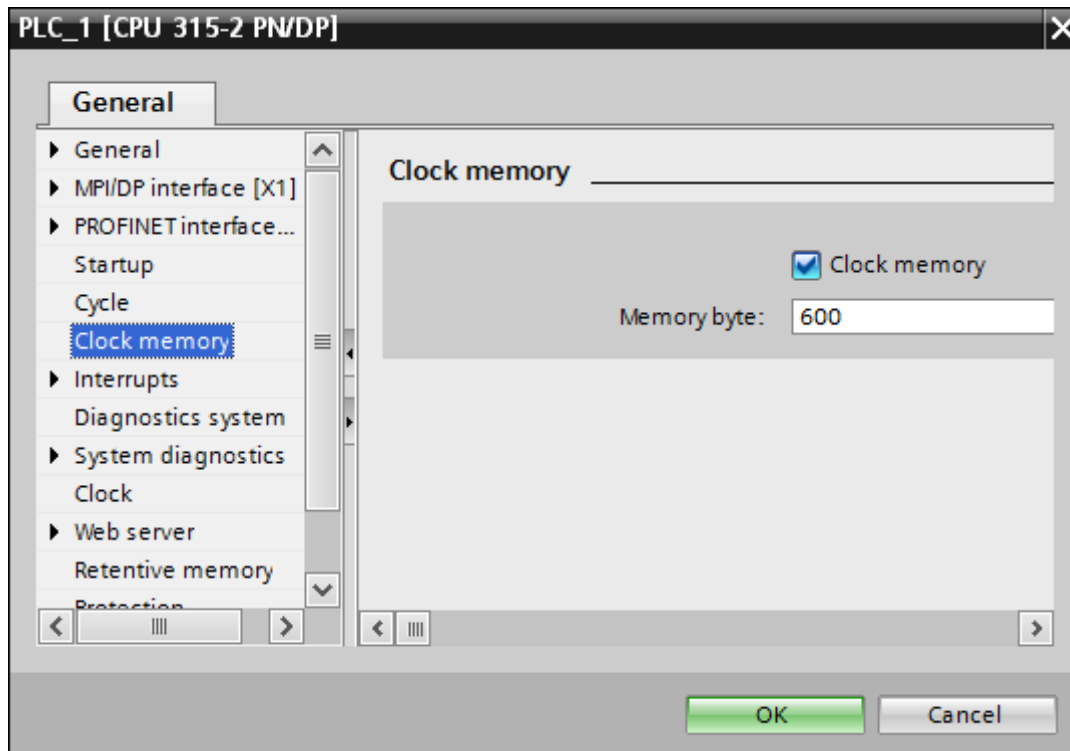 PLC_1 [CPU 315-2 PN/DP]
General
General
MPI/DP interface [X1]
PROFINET interface...
Startup
Cycle
Clock memory
Interrupts
Diagnostics system
System diagnostics
Clock
Web server
Retentive memory
Protection
Clock memory
Clock memory
Memory byte: 600
OK Cancel